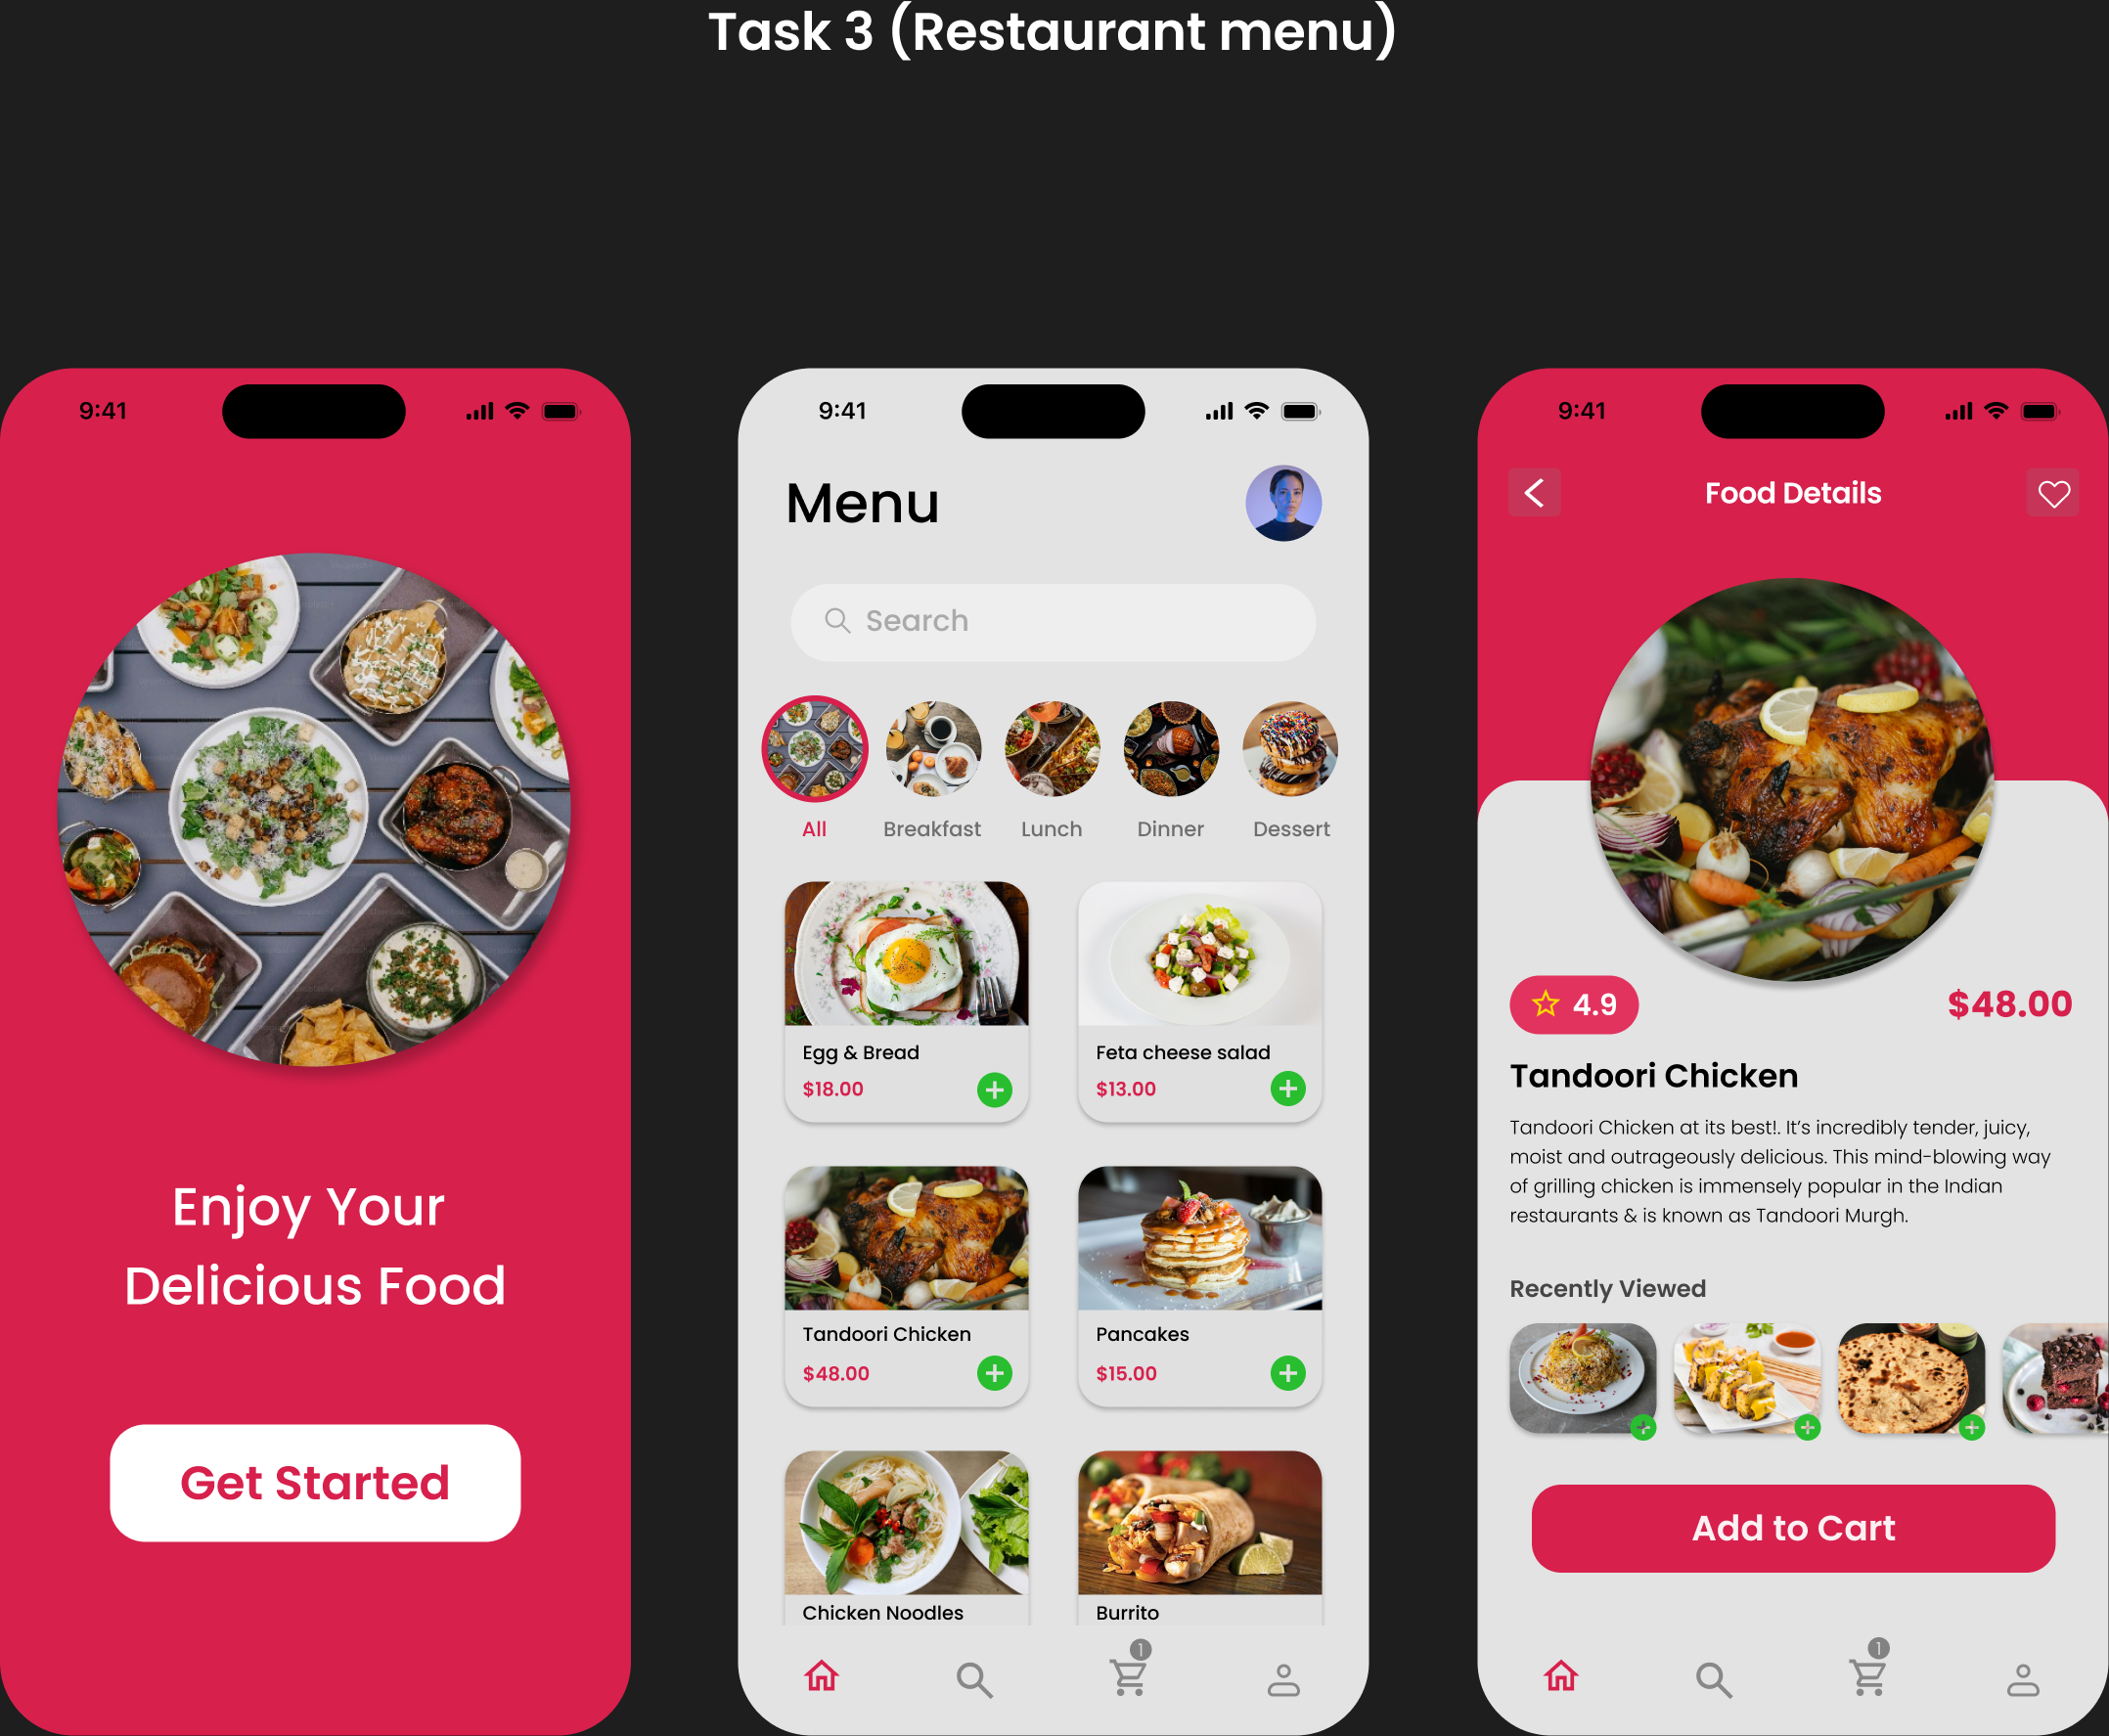 Task 3 (Restaurant menu)
9:41
Enjoy Your
Delicious Food
Get Started
9:41
Menu
Search
All
Breakfast
Lunch
Dinner
Dessert
Egg & Bread
$18.00
Feta cheese salad
$13.00
Tandoori Chicken
$48.00
Pancakes
$15.00
Chicken Noodles
Burrito
1
9:41
Food Details
4.9
$48.00
Tandoori Chicken
Tandoori Chicken at its best!. It's incredibly tender, juicy,
moist and outrageously delicious. This mind-blowing way
of grilling chicken is immensely popular in the Indian
restaurants & is known as Tandoori Murgh.
Recently Viewed
Add to Cart
1